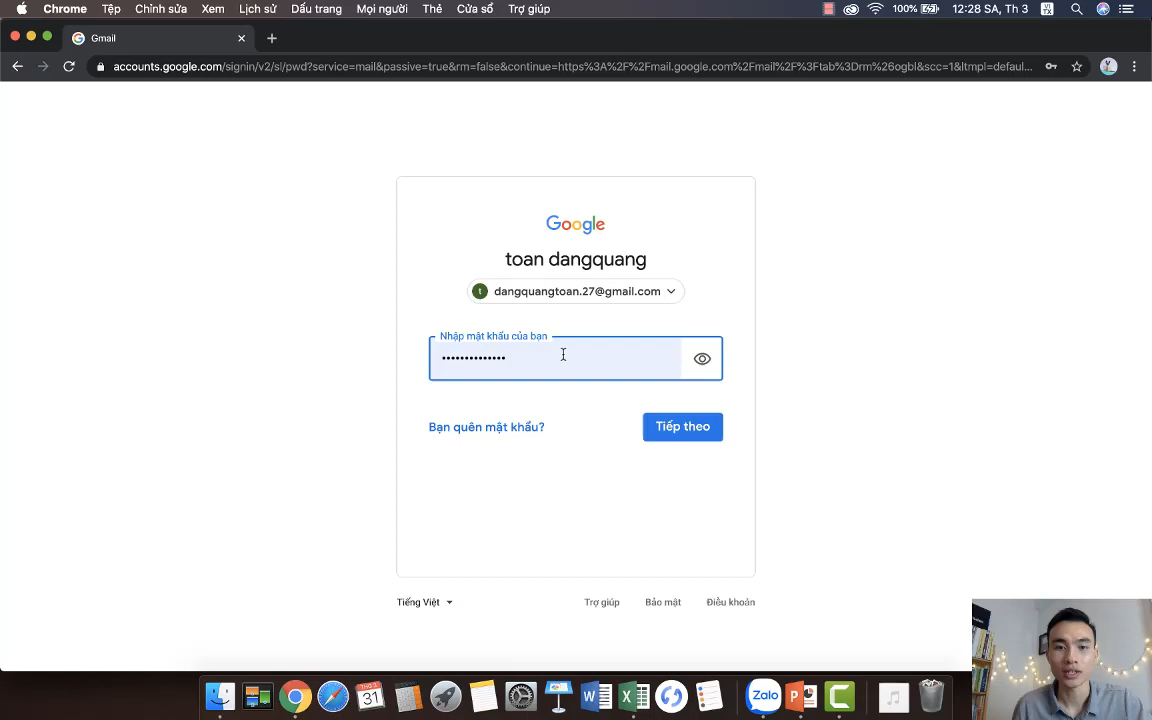 Chrome Tệp Chỉnh sửa Xem Lịch sử Dấu trang Mọi người Thẻ Cửa sổ Trợ giúp 100% 12:28 SA, Th 3 VI TX
Gmail
accounts.google.com/signin/v2/sl/pwd?service=mail&passive=true&rm=false&continue=https%3A%2F%2Fmail.google.com%2Fmail%2F%3Ftab%3Drm%26ogbl&scc=1&ltmpl=defaul...
Google
toan dangquang
t dangquangtoan.27@gmail.com
Nhập mật khẩu của bạn
••••••••••••••
Bạn quên mật khẩu? Tiếp theo
Tiếng Việt Trợ giúp Bảo mật Điều khoản
31 W X Zalo P C